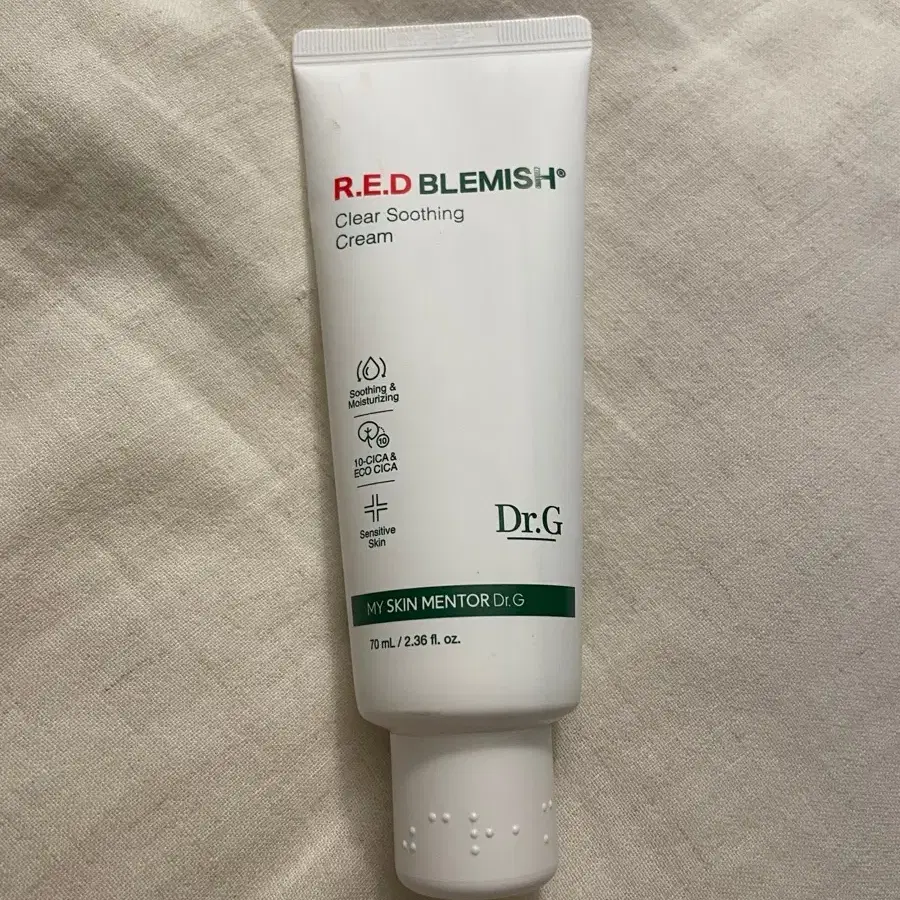 R.E.D BLEMISH®
Clear Soothing
Cream
Soothing &
Moisturizing
10
10-CICA &
ECO CICA
Sensitive
Skin
Dr.G
MY SKIN MENTOR Dr.G
70 mL / 2.36 fl. oz.